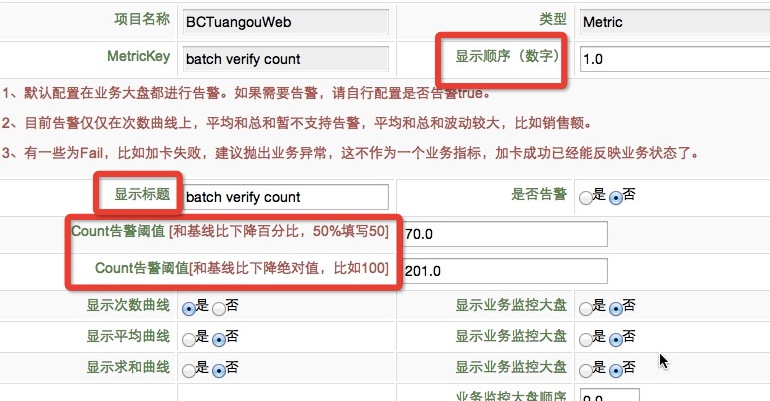 项目名称 BCTuangouWeb 类型 Metric
MetricKey batch verify count 显示顺序（数字） 1.0
1、默认配置在业务大盘都进行告警。如果需要告警，请自行配置是否告警true。
2、目前告警仅仅在次数曲线上，平均和总和暂不支持告警，平均和总和波动较大，比如销售额。
3、有一些为Fail，比如加卡失败，建议抛出业务异常，这不作为一个业务指标，加卡成功已经能反映业务状态了。
显示标题 batch verify count 是否告警 是 否
Count告警阈值 [和基线比下降百分比，50%填写50] 70.0
Count告警阈值[和基线比下降绝对值，比如100] 201.0
显示次数曲线 是 否 显示业务监控大盘 是 否
显示平均曲线 是 否 显示业务监控大盘 是 否
显示求和曲线 是 否 显示业务监控大盘 是 否
业务监控大盘顺序 0.0